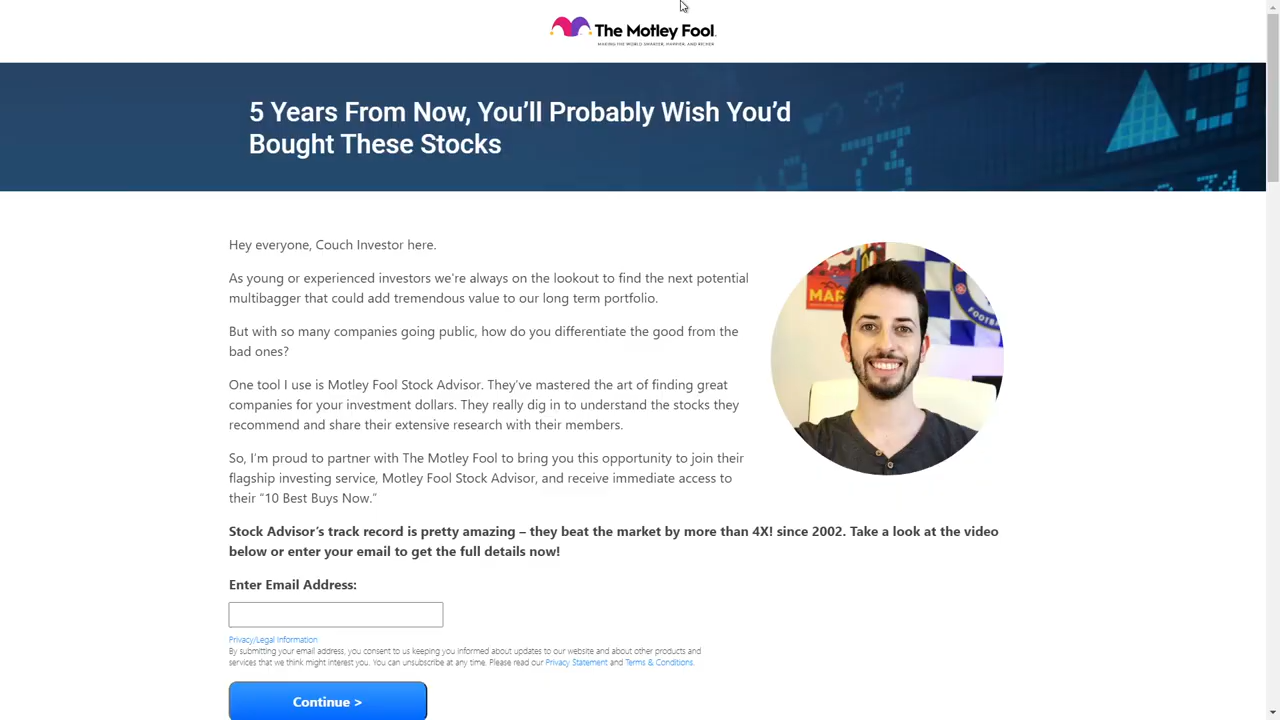 The Motley Fool.
MAKING THE WORLD SMARTER, HAPPIER, AND RICHER
5 Years From Now, You’ll Probably Wish You’d
Bought These Stocks
Hey everyone, Couch Investor here.
As young or experienced investors we're always on the lookout to find the next potential
multibagger that could add tremendous value to our long term portfolio.
But with so many companies going public, how do you differentiate the good from the
bad ones?
One tool I use is Motley Fool Stock Advisor. They’ve mastered the art of finding great
companies for your investment dollars. They really dig in to understand the stocks they
recommend and share their extensive research with their members.
So, I’m proud to partner with The Motley Fool to bring you this opportunity to join their
flagship investing service, Motley Fool Stock Advisor, and receive immediate access to
their “10 Best Buys Now.”
Stock Advisor’s track record is pretty amazing – they beat the market by more than 4X! since 2002. Take a look at the video
below or enter your email to get the full details now!
Enter Email Address:
Privacy/Legal Information
By submitting your email address, you consent to us keeping you informed about updates to our website and about other products and
services that we think might interest you. You can unsubscribe at any time. Please read our Privacy Statement and Terms & Conditions.
Continue >